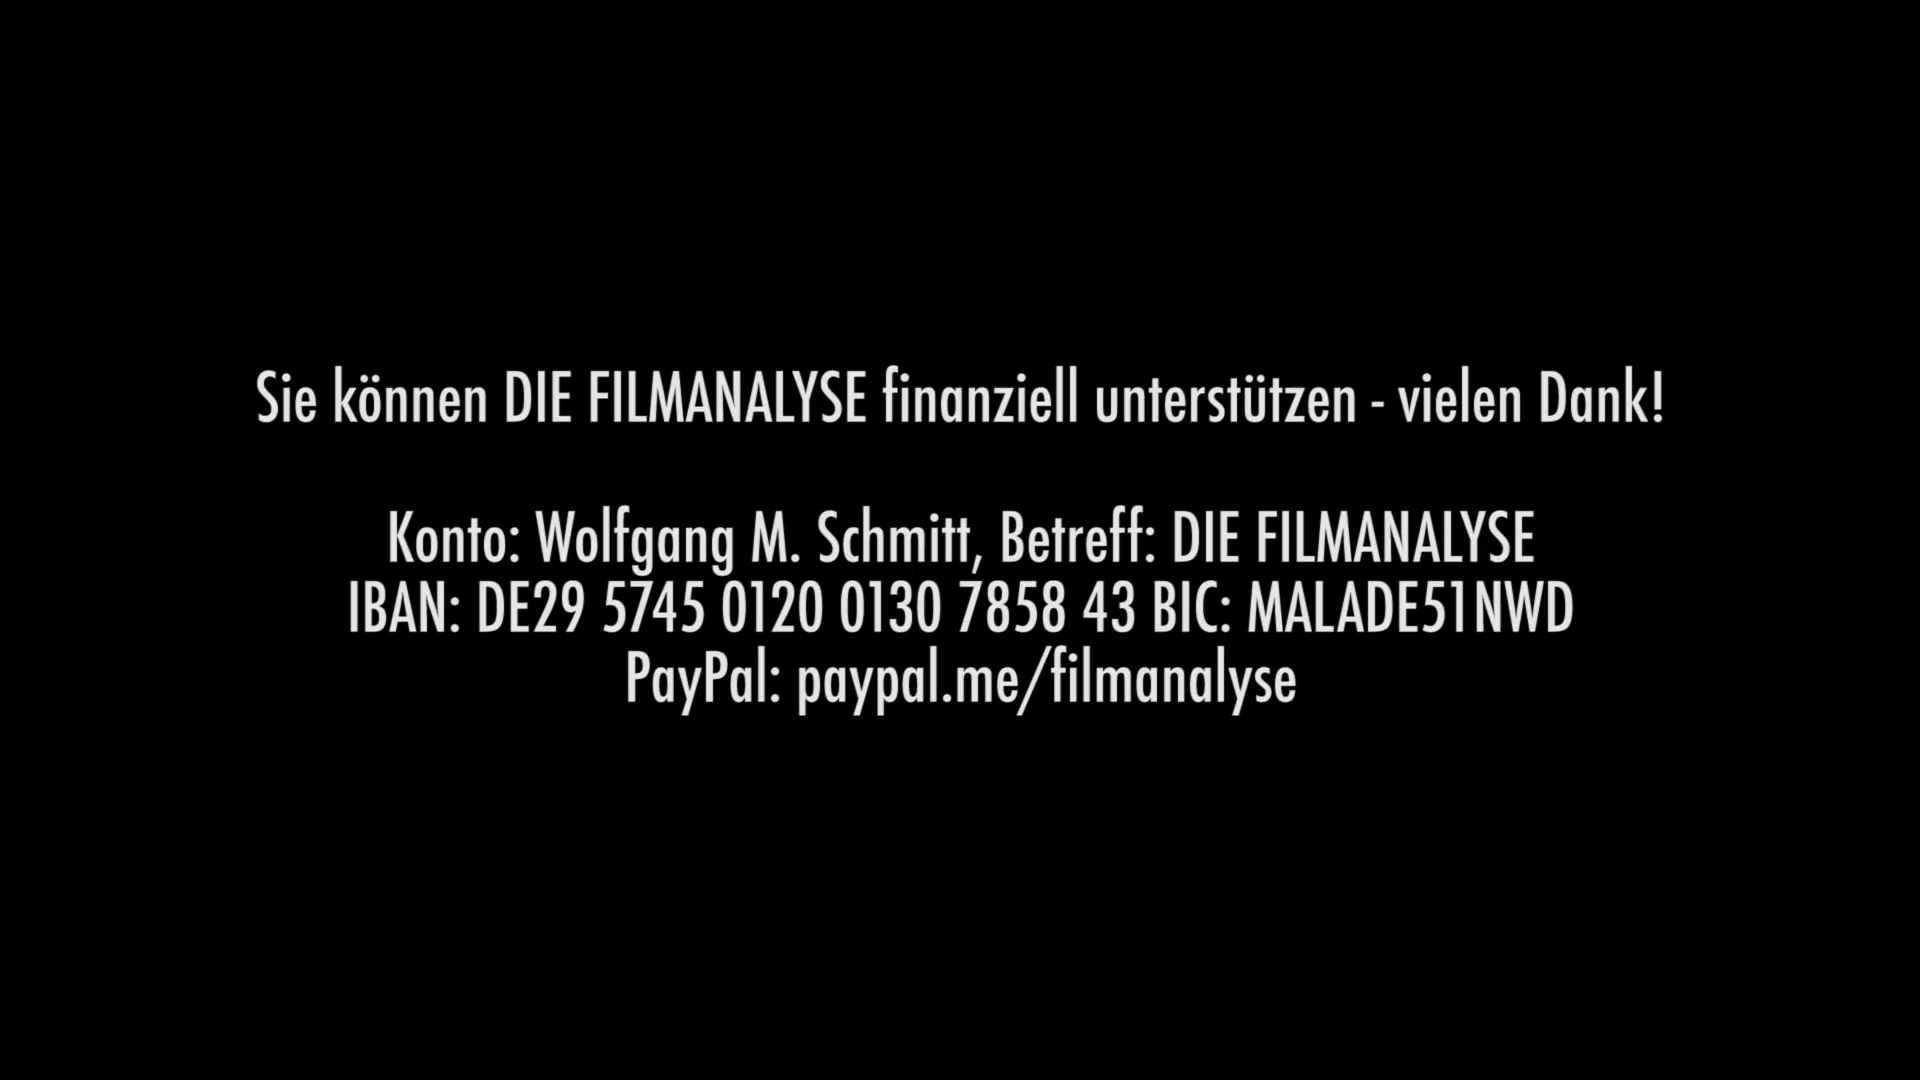 Sie können DIE FILMANALYSE finanziell unterstützen - vielen Dank!
Konto: Wolfgang M. Schmitt, Betreff: DIE FILMANALYSE
IBAN: DE29 5745 0120 0130 7858 43 BIC: MALADE51NWD
PayPal: paypal.me/filmanalyse